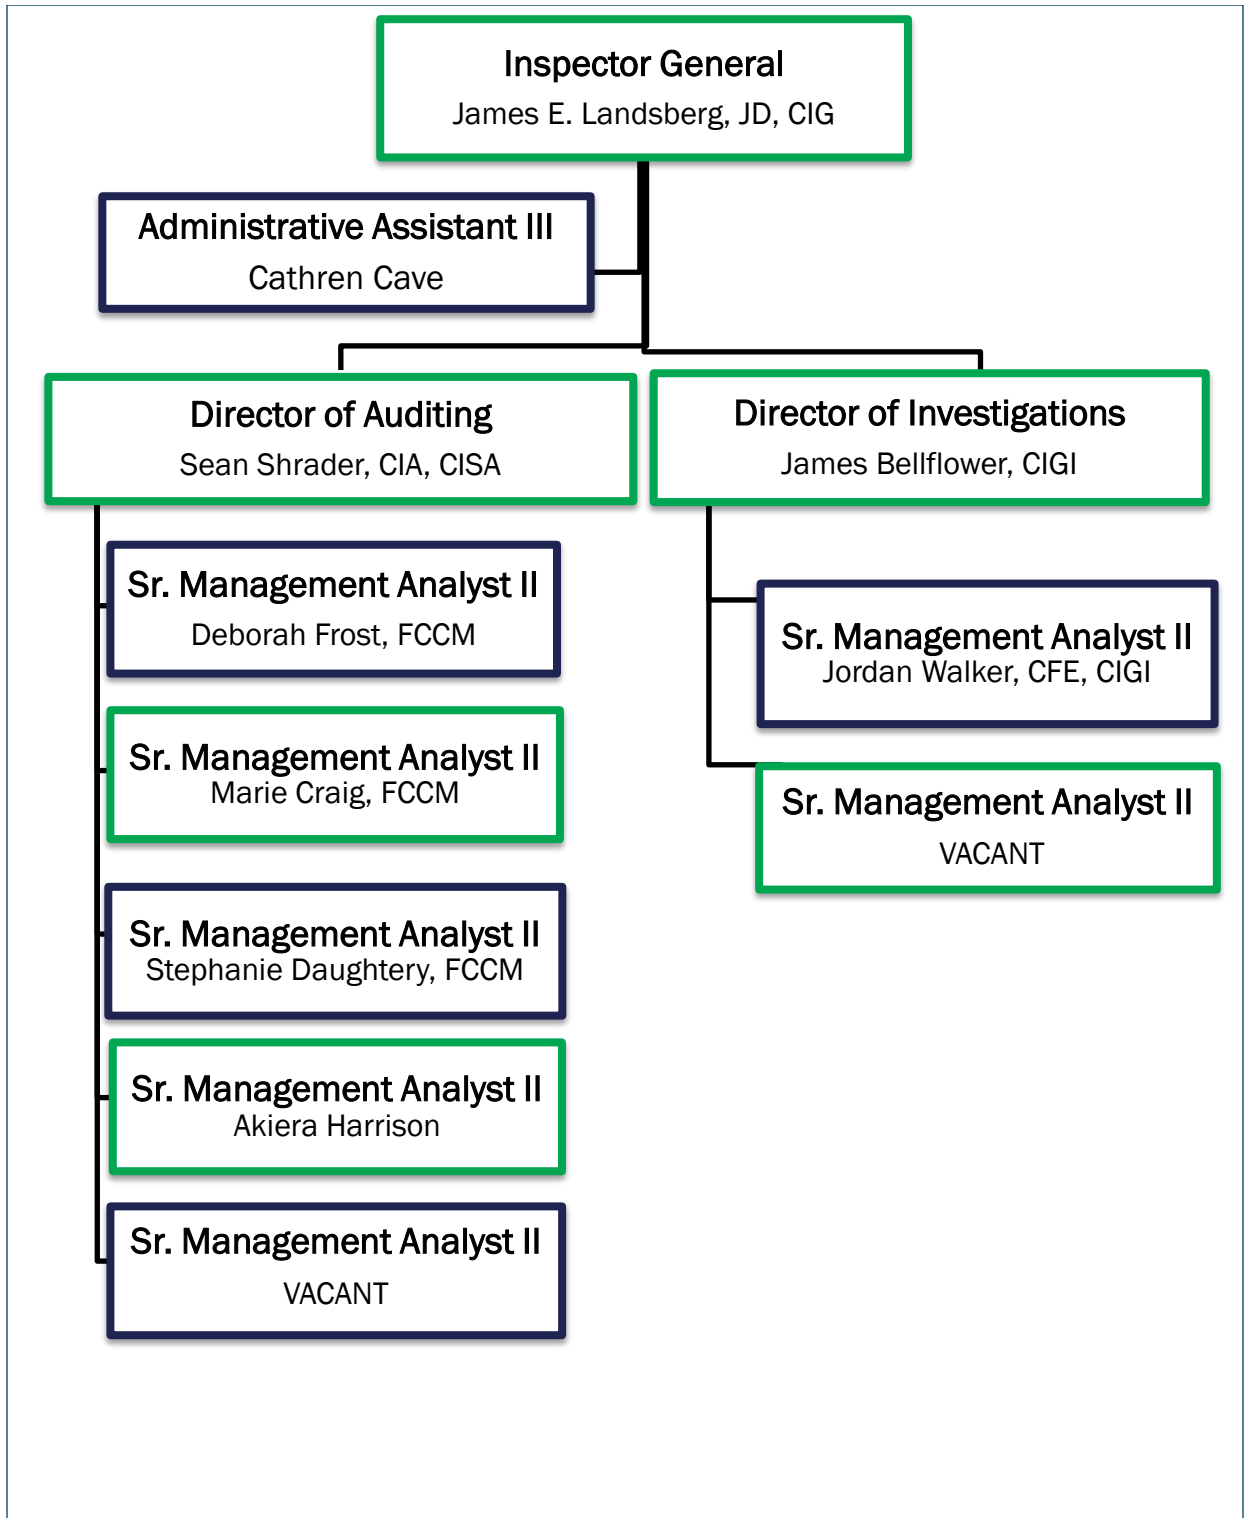 Inspector General
James E. Landsberg, JD, CIG
Administrative Assistant III
Cathren Cave
Director of Auditing
Sean Shrader, CIA, CISA
Director of Investigations
James Bellflower, CIGI
Sr. Management Analyst II
Deborah Frost, FCCM
Sr. Management Analyst II
Marie Craig, FCCM
Sr. Management Analyst II
Stephanie Daughtery, FCCM
Sr. Management Analyst II
Akiera Harrison
Sr. Management Analyst II
VACANT
Sr. Management Analyst II
Jordan Walker, CFE, CIGI
Sr. Management Analyst II
VACANT